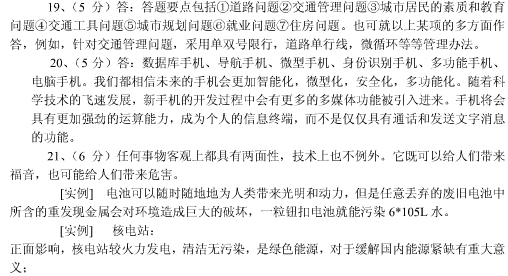 19、（5 分）答：答题要点包括①道路问题②交通管理问题③城市居民的素质和教育
问题④交通工具问题⑤城市规划问题⑥就业问题⑦住房问题。也可就以上某项的多方面作
答，例如，针对交通管理问题，采用单双号限行，道路单行线，微循环等等管理办法。
20、（5 分）答：数据库手机、导航手机、微型手机、身份识别手机、多功能手机、
电脑手机。我们都相信未来的手机会更加智能化，微型化，安全化，多功能化。随着科
学技术的飞速发展，新手机的开发过程中会有更多的多媒体功能被引入进来。手机将会
具有更加强劲的运算能力，成为个人的信息终端，而不是仅仅具有通话和发送文字消息
的功能。
21、（6 分）任何事物客观上都具有两面性，技术上也不例外。它既可以给人们带来
福音，也可能给人们带来危害。
[实例] 电池可以随时随地地为人类带来光明和动力，但是任意丢弃的废旧电池中
所含的重发现金属会对环境造成巨大的破坏，一粒钮扣电池就能污染 6*105L 水。
[实例] 核电站：
正面影响，核电站较火力发电，清洁无污染，是绿色能源，对于缓解国内能源紧缺有重大意
义；